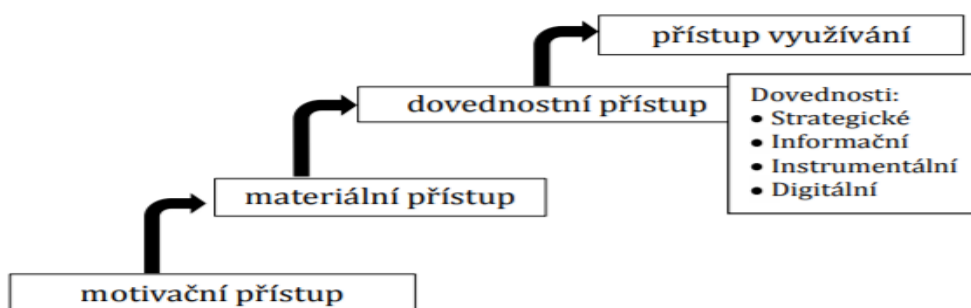 přístup využívání
dovednostní přístup
Dovednosti:
• Strategické
• Informační
• Instrumentální
• Digitální
materiální přístup
motivační přístup